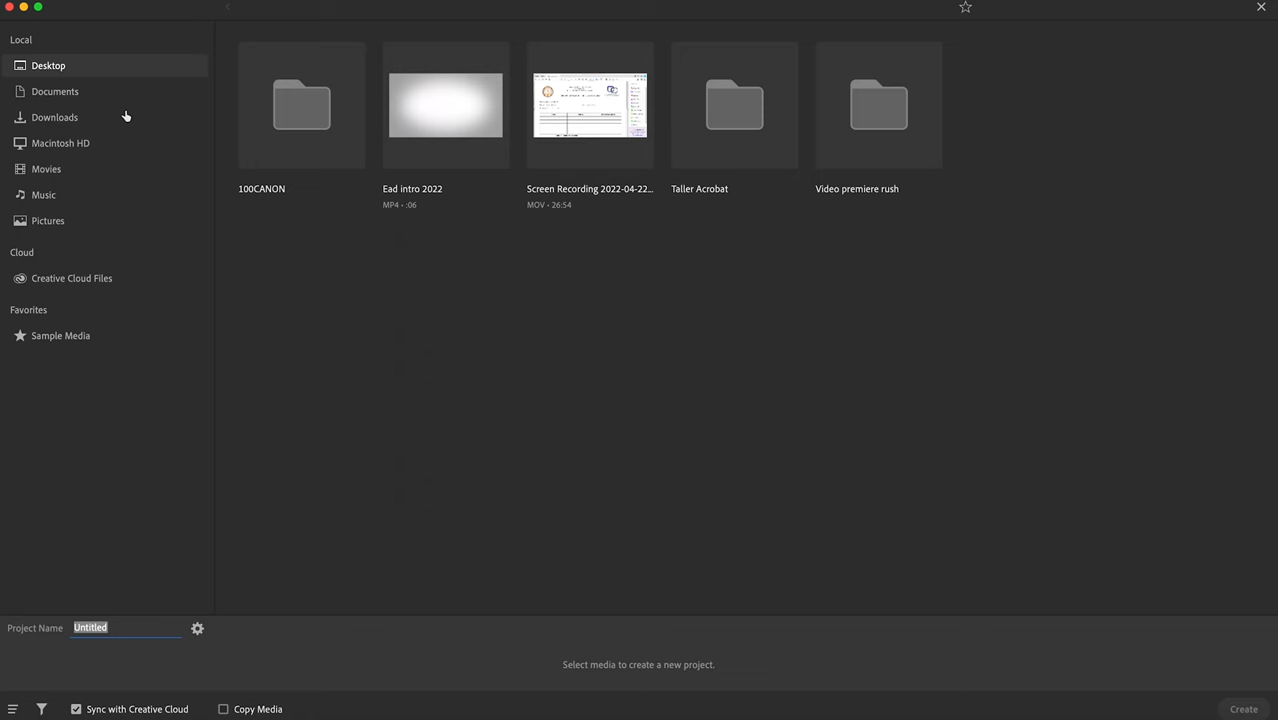 Local
Desktop
Documents
Downloads
Macintosh HD
Movies
Music
Pictures
Cloud
Creative Cloud Files
Favorites
Sample Media
100CANON
Ead intro 2022
MP4 • :06
Screen Recording 2022-04-22...
MOV • 26:54
Taller Acrobat
Video premiere rush
Project Name Untitled
Select media to create a new project.
Sync with Creative Cloud
Copy Media
Create